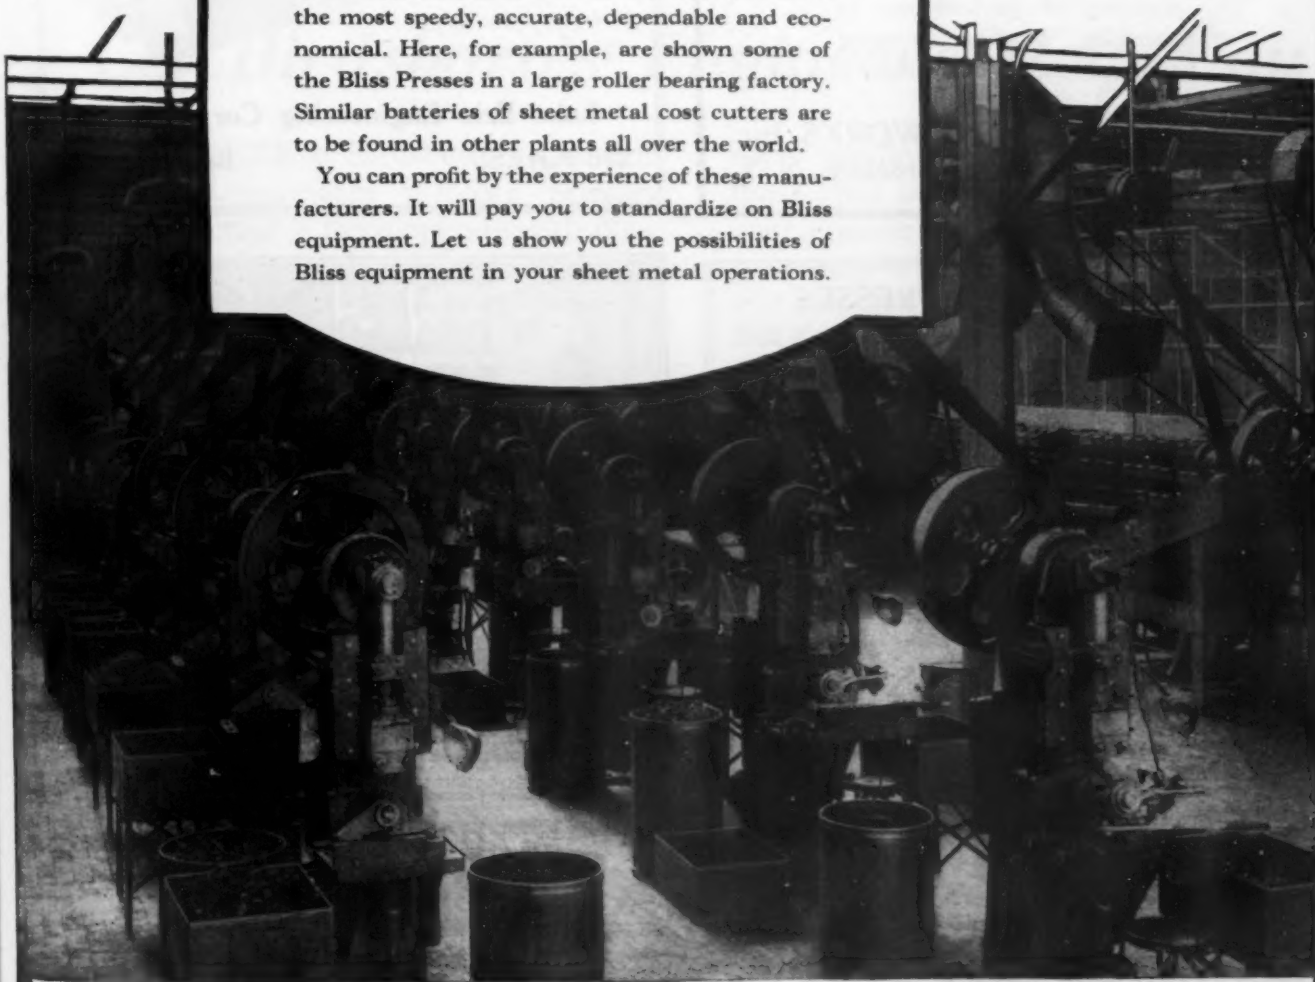 the most speedy, accurate, dependable and eco-
nomical. Here, for example, are shown some of
the Bliss Presses in a large roller bearing factory.
Similar batteries of sheet metal cost cutters are
to be found in other plants all over the world.
You can profit by the experience of these manu-
facturers. It will pay you to standardize on Bliss
equipment. Let us show you the possibilities of
Bliss equipment in your sheet metal operations.